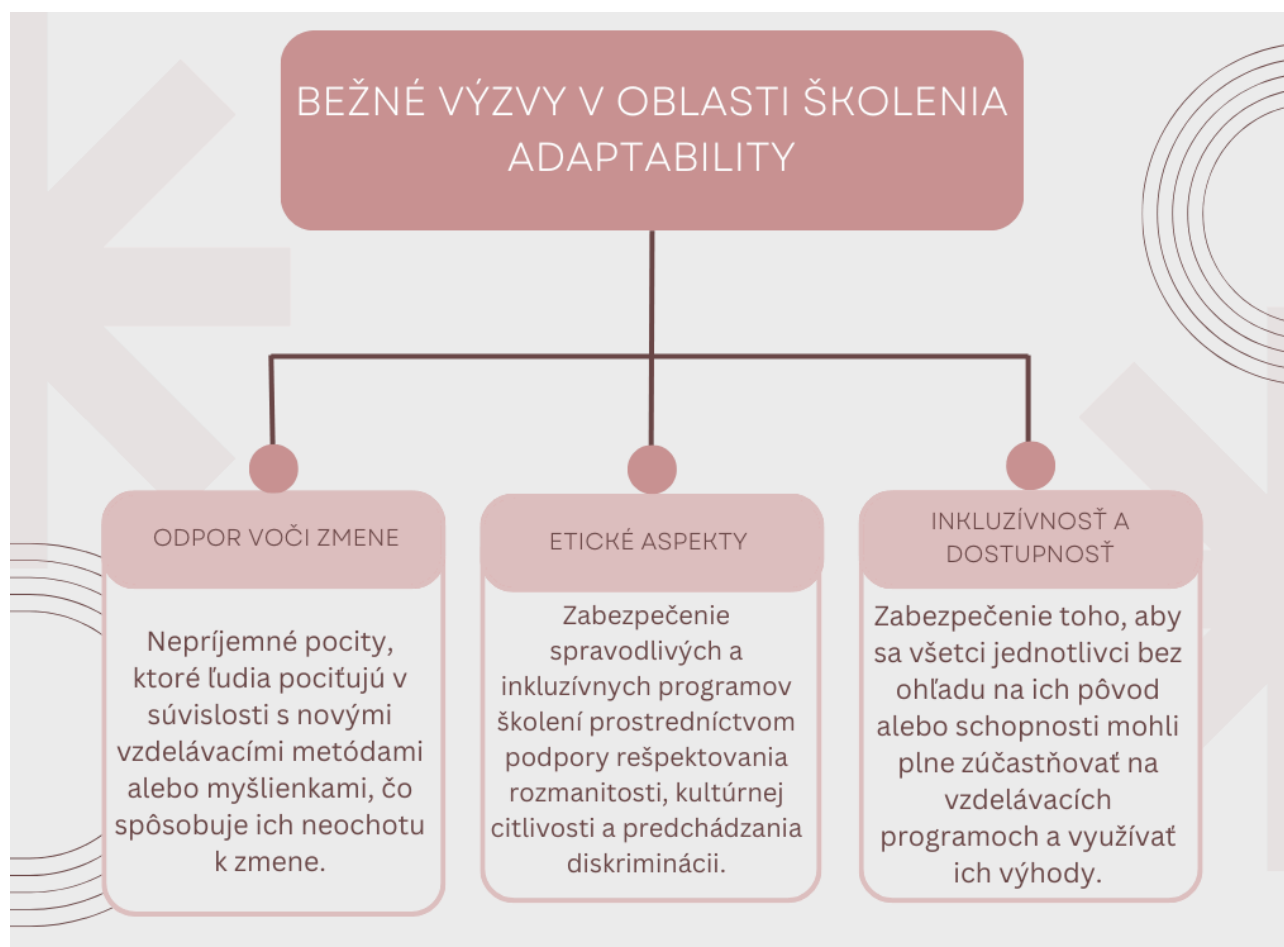 BEŽNÉ VÝZVY V OBLASTI ŠKOLENIA
ADAPTABILITY
ODPOR VOČI ZMENE
Nepríjemné pocity,
ktoré ľudia pociťujú v
súvislosti s novými
vzdelávacími metódami
alebo myšlienkami, čo
spôsobuje ich neochotu
k zmene.
ETICKÉ ASPEKTY
Zabezpečenie
spravodlivých a
inkluzívnych programov
školení prostredníctvom
podpory rešpektovania
rozmanitosti, kultúrnej
citlivosti a predchádzania
diskriminácii.
INKLUZÍVNOSŤ A
DOSTUPNOSŤ
Zabezpečenie toho, aby
sa všetci jednotlivci bez
ohľadu na ich pôvod
alebo schopnosti mohli
plne zúčastňovať na
vzdelávacích
programoch a využívať
ich výhody.